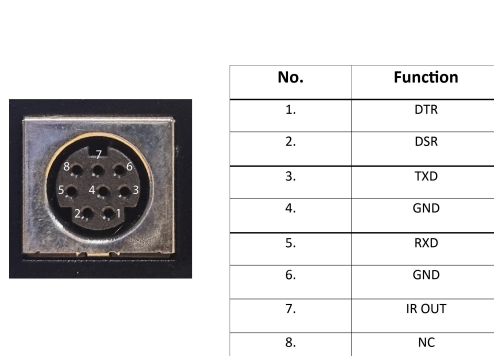 7
8 6
5 4 3
2 1
No. Function
1. DTR
2. DSR
3. TXD
4. GND
5. RXD
6. GND
7. IR OUT
8. NC